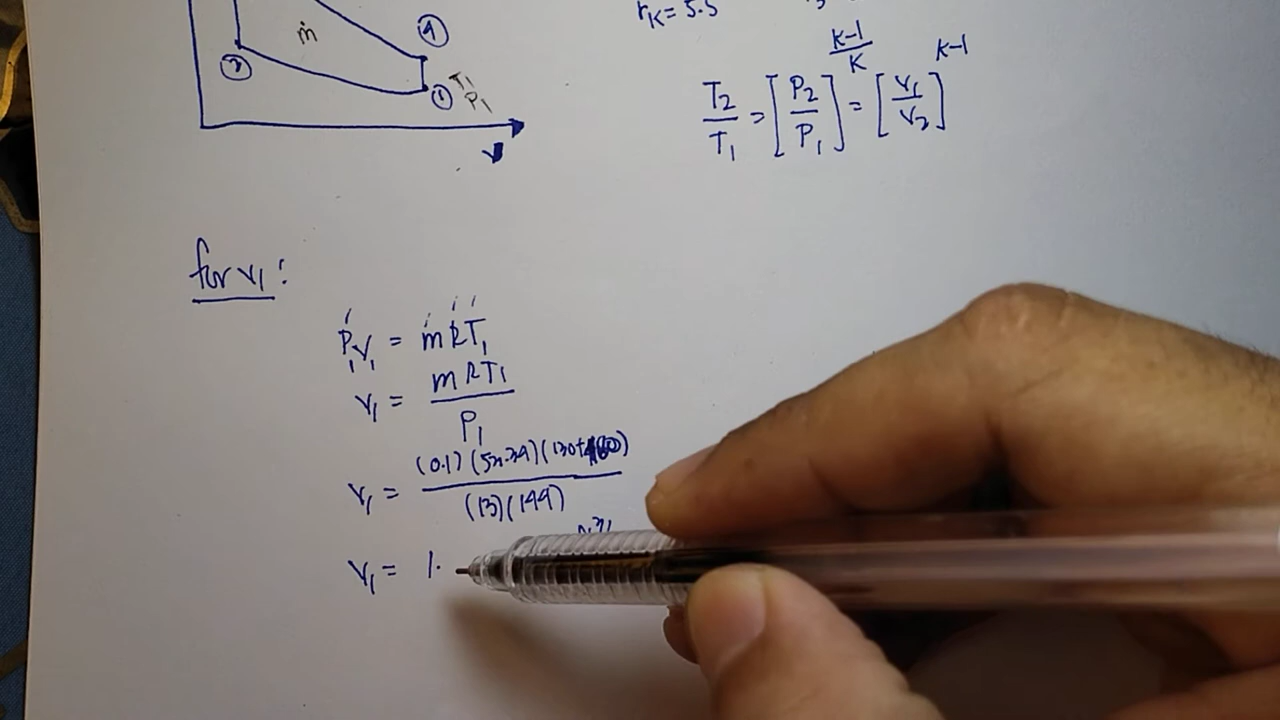 rₖ = 5.5
T₂/T₁ = [P₂/P₁]^(k-1/k) = [V₁/V₂]^(k-1)
ṁ
④
②
① T₁
P₁
V
for V₁:
P₁V₁ = mRT₁
V₁ = mRT₁/P₁
V₁ = (0.1)(53.34)(130+460)/(13)(144)
V₁ = 1.